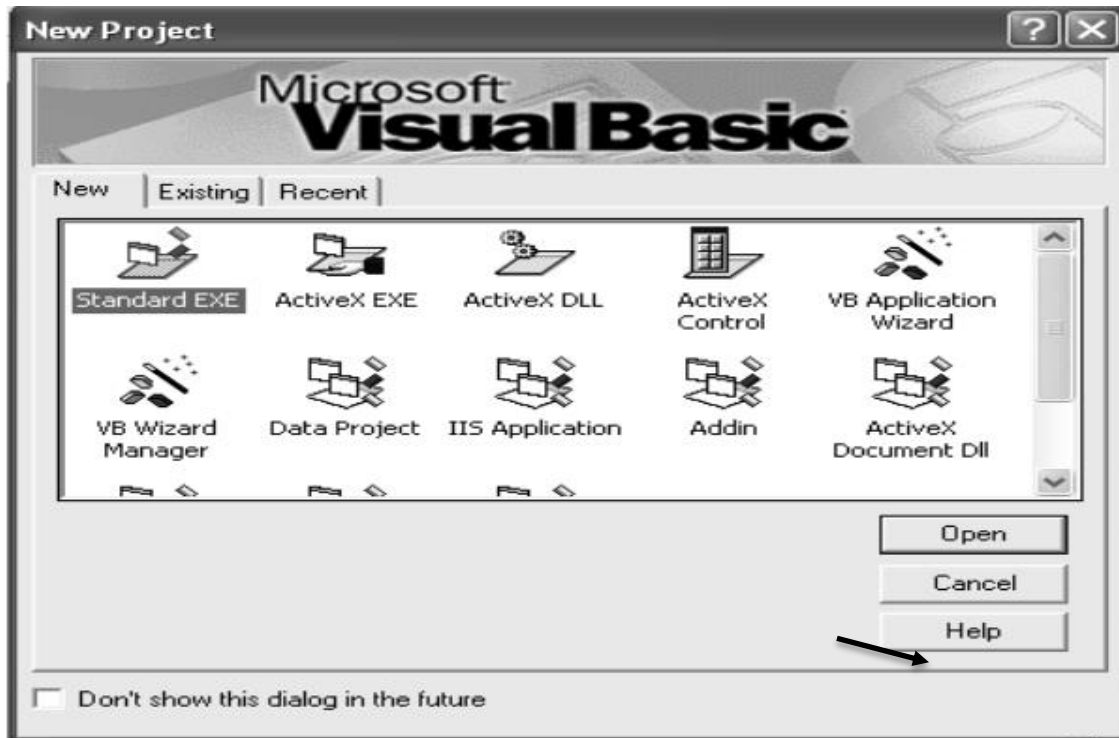 New Project
Microsoft
Visual Basic
New Existing Recent
Standard EXE ActiveX EXE ActiveX DLL ActiveX Control VB Application Wizard
VB Wizard Manager Data Project IIS Application Addin ActiveX Document Dll
Open
Cancel
Help
Don't show this dialog in the future